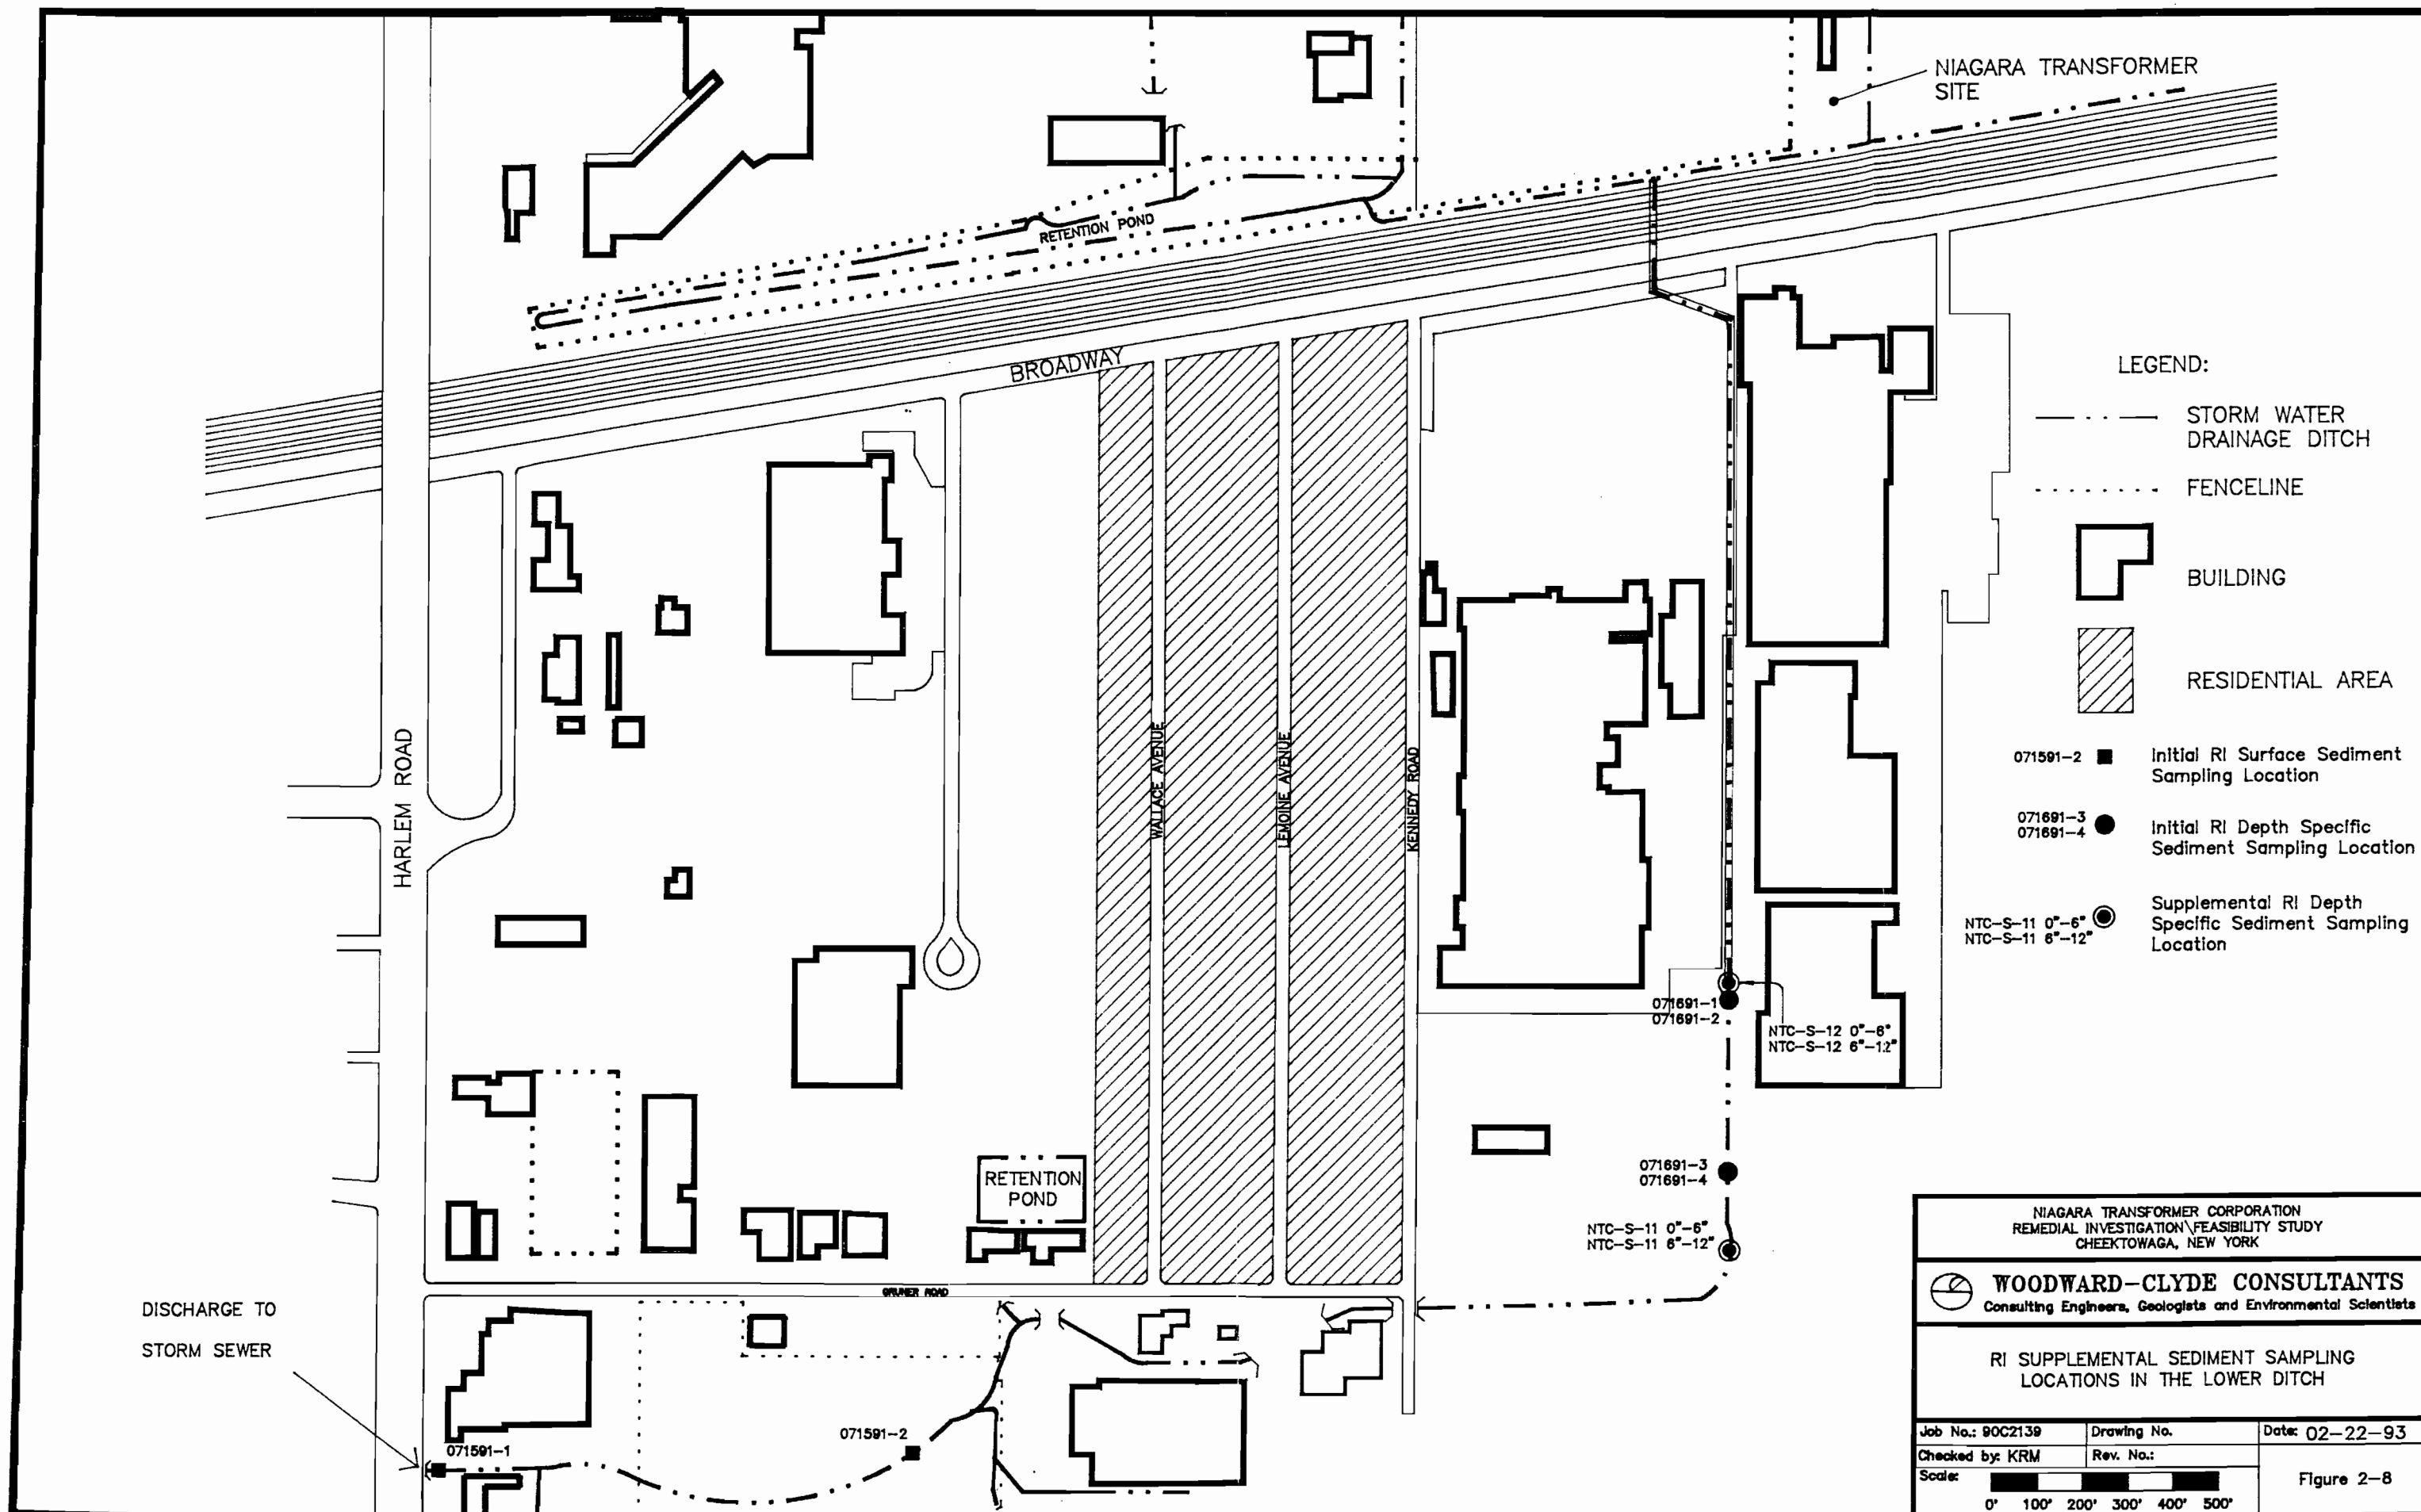 NIAGARA TRANSFORMER
SITE
RETENTION POND
BROADWAY
LEGEND:
STORM WATER
DRAINAGE DITCH
FENCELINE
BUILDING
RESIDENTIAL AREA
071591-2
Initial RI Surface Sediment
Sampling Location
071691-3
071691-4
Initial RI Depth Specific
Sediment Sampling Location
NTC-S-11 0"-6"
NTC-S-11 6"-12"
Supplemental RI Depth
Specific Sediment Sampling
Location
HARLEM ROAD
WALLACE AVENUE
LEMOINE AVENUE
KENNEDY ROAD
071691-1
071691-2
NTC-S-12 0"-6"
NTC-S-12 6"-12"
071691-3
071691-4
RETENTION
POND
NTC-S-11 0"-6"
NTC-S-11 6"-12"
GRUNER ROAD
DISCHARGE TO
STORM SEWER
071591-1
071591-2
NIAGARA TRANSFORMER CORPORATION
REMEDIAL INVESTIGATION\FEASIBILITY STUDY
CHEEKTOWAGA, NEW YORK
WOODWARD-CLYDE CONSULTANTS
Consulting Engineers, Geologists and Environmental Scientists
RI SUPPLEMENTAL SEDIMENT SAMPLING
LOCATIONS IN THE LOWER DITCH
Job No.: 90C2139
Drawing No.
Date: 02-22-93
Checked by: KRM
Rev. No.:
Scale:
0' 100' 200' 300' 400' 500'
Figure 2-8